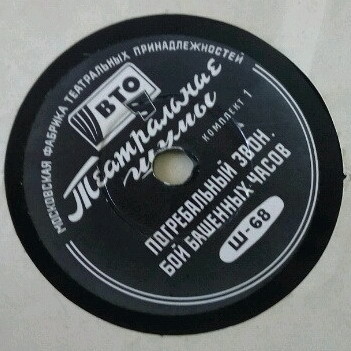 МОСКОВСКАЯ ФАБРИКА ТЕАТРАЛЬНЫХ ПРИНАДЛЕЖНОСТЕЙ
ВТО
Театральные
шумы
КОМПЛЕКТ 1
ПОГРЕБАЛЬНЫЙ ЗВОН.
БОЙ БАШЕННЫХ ЧАСОВ
Ш-68